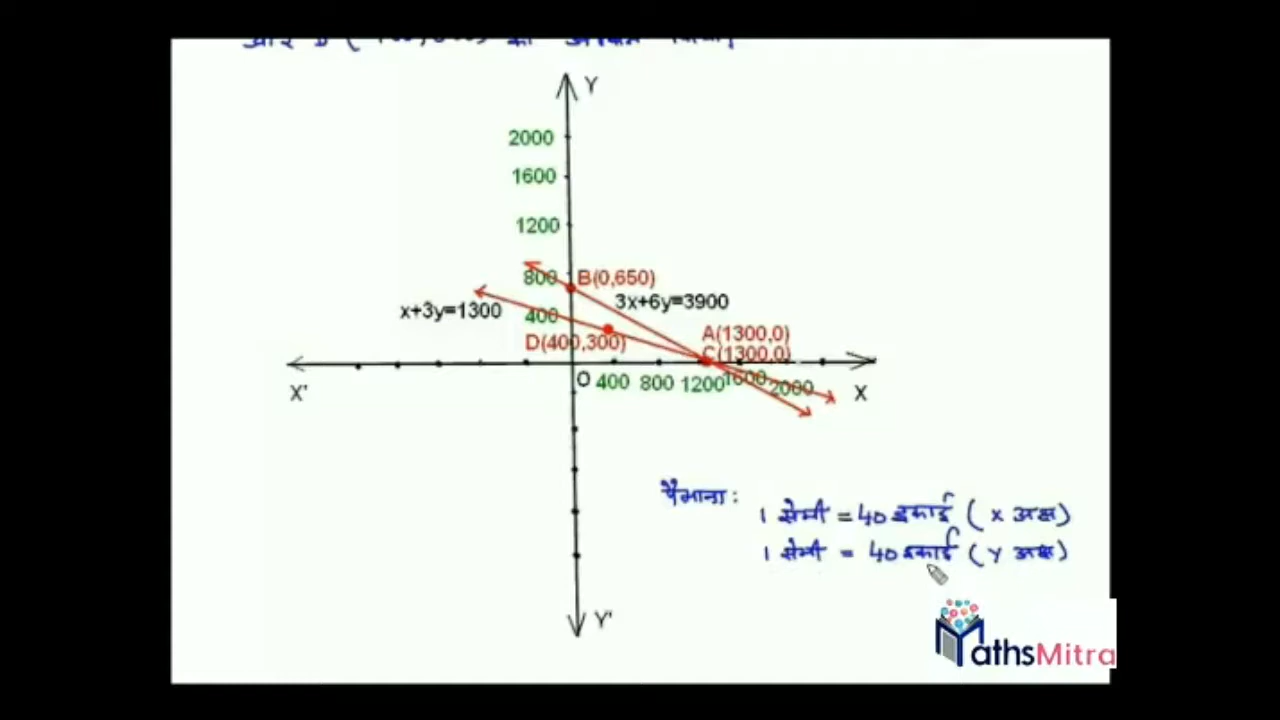 Y
2000
1600
1200
800 B(0,650)
3x+6y=3900
x+3y=1300 400
A(1300,0)
D(400,300) C(1300,0)
X' O 400 800 1200 1600 2000 X
पैमाना :
1 सेमी = 40 इकाई ( X अक्ष )
1 सेमी = 40 इकाई ( Y अक्ष )
Y'
MathsMitra